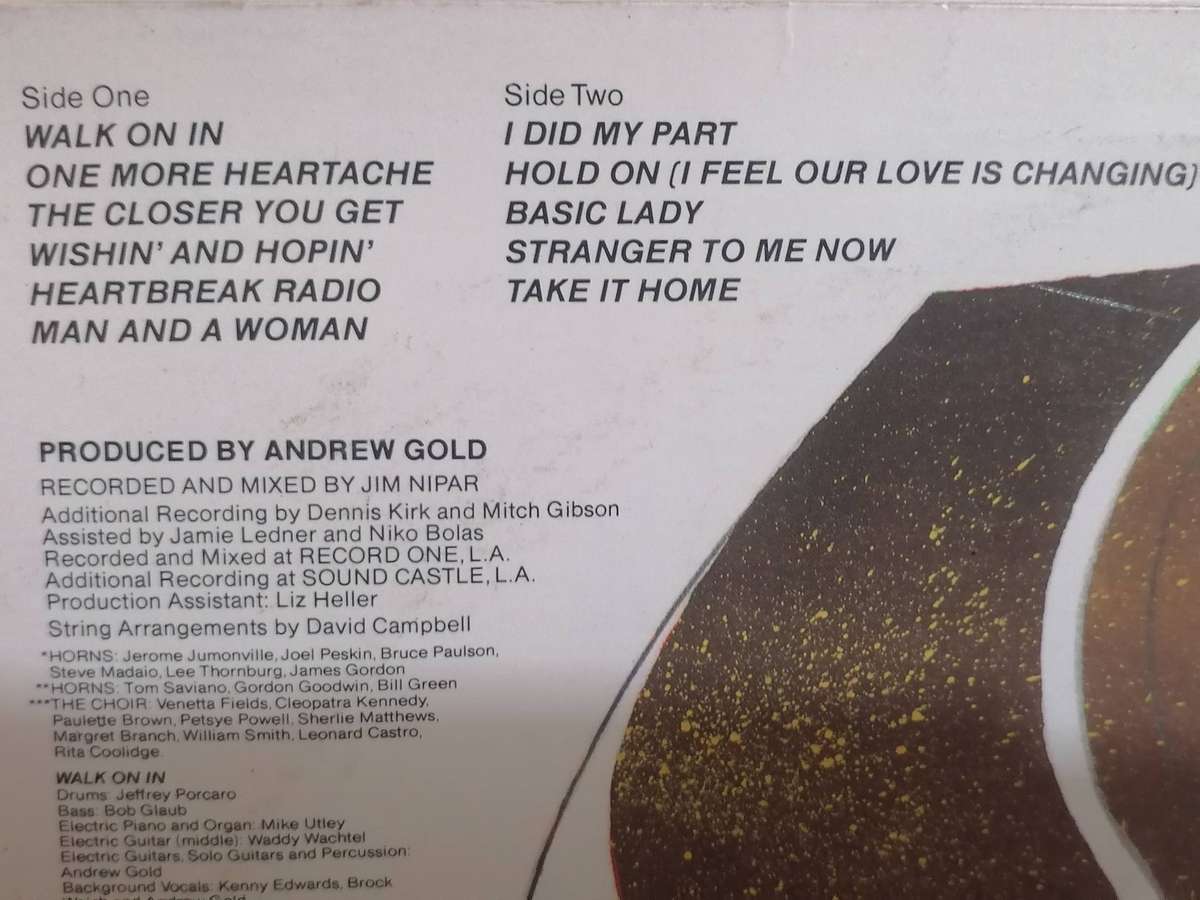 Side One
WALK ON IN
ONE MORE HEARTACHE
THE CLOSER YOU GET
WISHIN' AND HOPIN'
HEARTBREAK RADIO
MAN AND A WOMAN
Side Two
I DID MY PART
HOLD ON (I FEEL OUR LOVE IS CHANGING)
BASIC LADY
STRANGER TO ME NOW
TAKE IT HOME
PRODUCED BY ANDREW GOLD
RECORDED AND MIXED BY JIM NIPAR
Additional Recording by Dennis Kirk and Mitch Gibson
Assisted by Jamie Ledner and Niko Bolas
Recorded and Mixed at RECORD ONE, L.A.
Additional Recording at SOUND CASTLE, L.A.
Production Assistant: Liz Heller
String Arrangements by David Campbell
*HORNS: Jerome Jumonville, Joel Peskin, Bruce Paulson,
Steve Madaio, Lee Thornburg, James Gordon
**HORNS: Tom Saviano, Gordon Goodwin, Bill Green
***THE CHOIR: Venetta Fields, Cleopatra Kennedy,
Paulette Brown, Petsye Powell, Sherlie Matthews,
Margret Branch, William Smith, Leonard Castro,
Rita Coolidge.
WALK ON IN
Drums: Jeffrey Porcaro
Bass: Bob Glaub
Electric Piano and Organ: Mike Utley
Electric Guitar (middle): Waddy Wachtel
Electric Guitars, Solo Guitars and Percussion:
Andrew Gold
Background Vocals: Kenny Edwards, Brock
and Andrew Gold